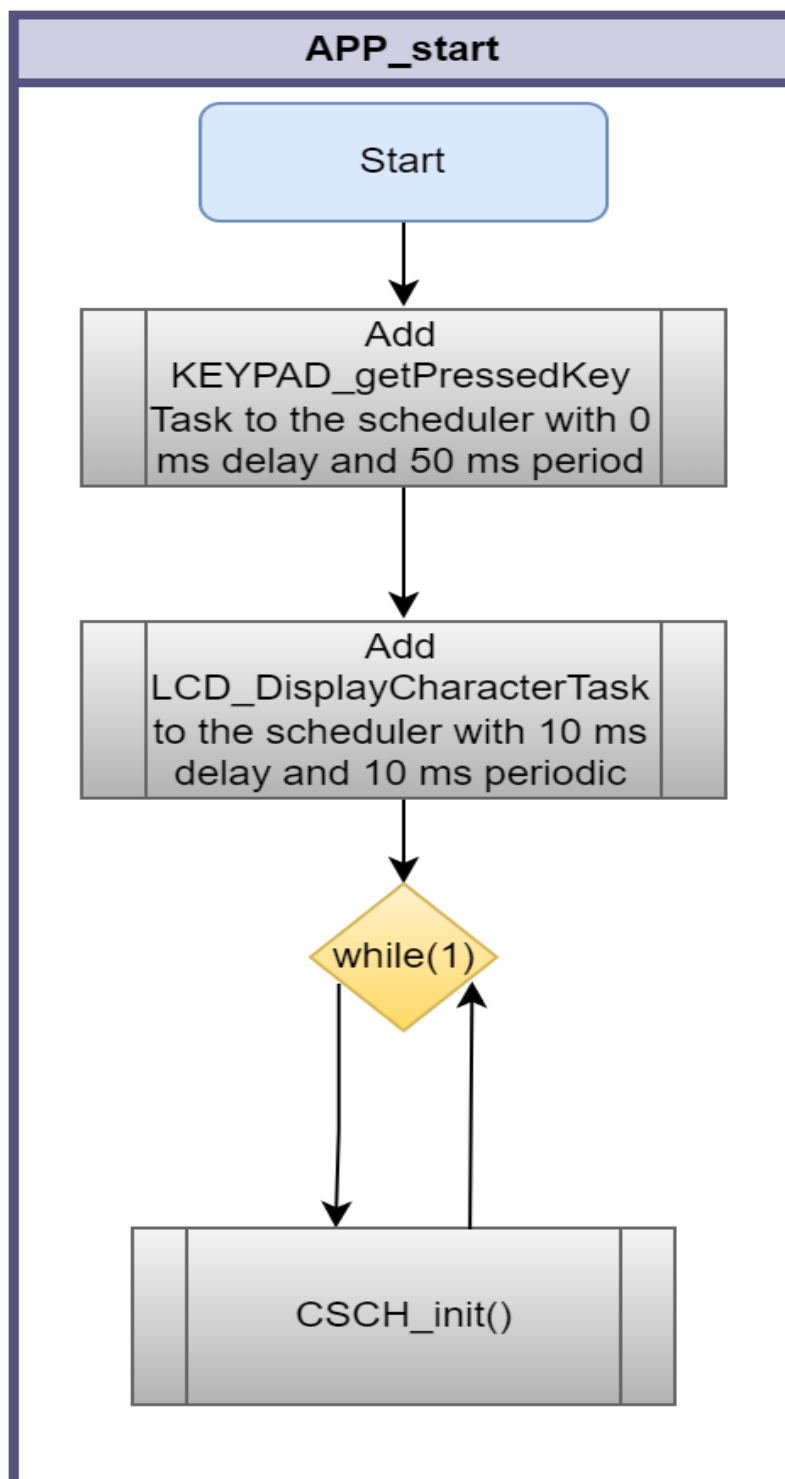 APP_start
Start
Add
KEYPAD_getPressedKey
Task to the scheduler with 0
ms delay and 50 ms period
Add
LCD_DisplayCharacterTask
to the scheduler with 10 ms
delay and 10 ms periodic
while(1)
CSCH_init()